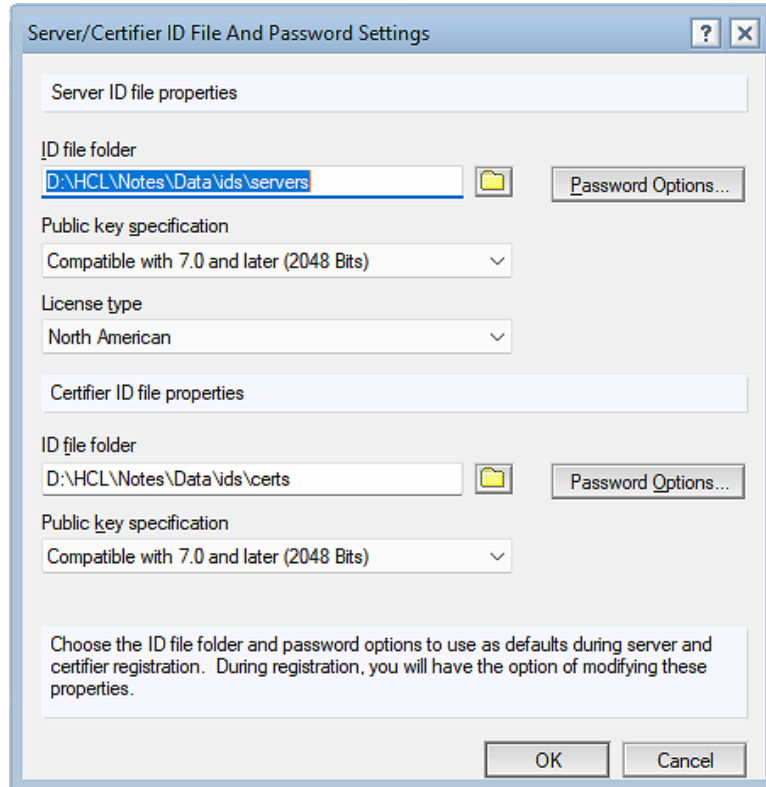 Server/Certifier ID File And Password Settings
?
Server ID file properties
ID file folder
D:\HCL\Notes\Data\ids\servers
Password Options...
Public key specification
Compatible with 7.0 and later (2048 Bits)
License type
North American
Certifier ID file properties
ID file folder
D:\HCL\Notes\Data\ids\certs
Password Options...
Public key specification
Compatible with 7.0 and later (2048 Bits)
Choose the ID file folder and password options to use as defaults during server and
certifier registration.  During registration, you will have the option of modifying these
properties.
OK
Cancel